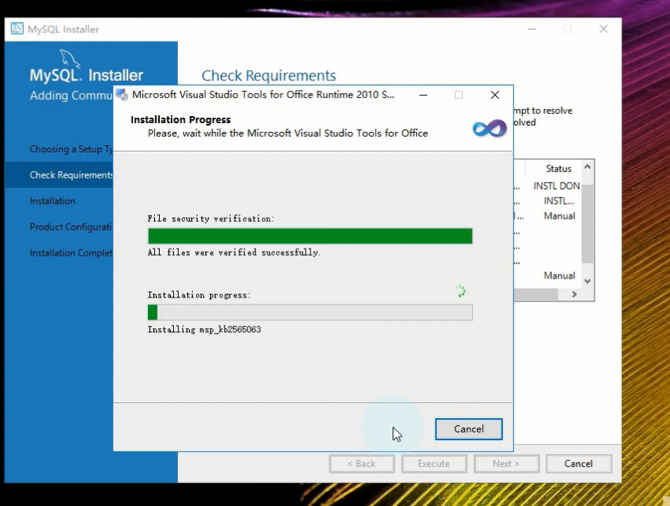 MySQL Installer
MySQL. Installer
Adding Commu
Choosing a Setup Ty
Check Requirements
Installation
Product Configurati
Installation Complet
Check Requirements
mpt to resolve
olved
Status
INSTL DON
INSTL...
Manual
Manual
Microsoft Visual Studio Tools for Office Runtime 2010 S...
Installation Progress
Please, wait while the Microsoft Visual Studio Tools for Office
File security verification:
All files were verified successfully.
Installation progress:
Installing msp_kb2565063
Cancel
< Back
Execute
Next >
Cancel